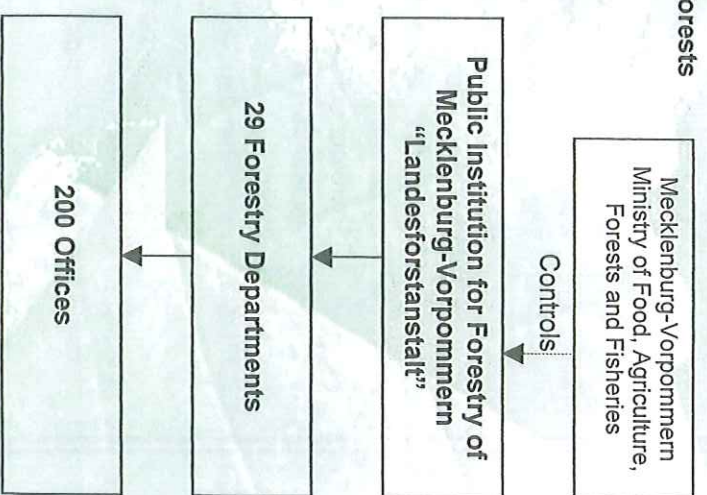 orests
Mecklenburg-Vorpommern
Ministry of Food, Agriculture,
Forests and Fisheries
Controls
Public Institution for Forestry of
Mecklenburg-Vorpommern
“Landesforstanstalt”
29 Forestry Departments
200 Offices